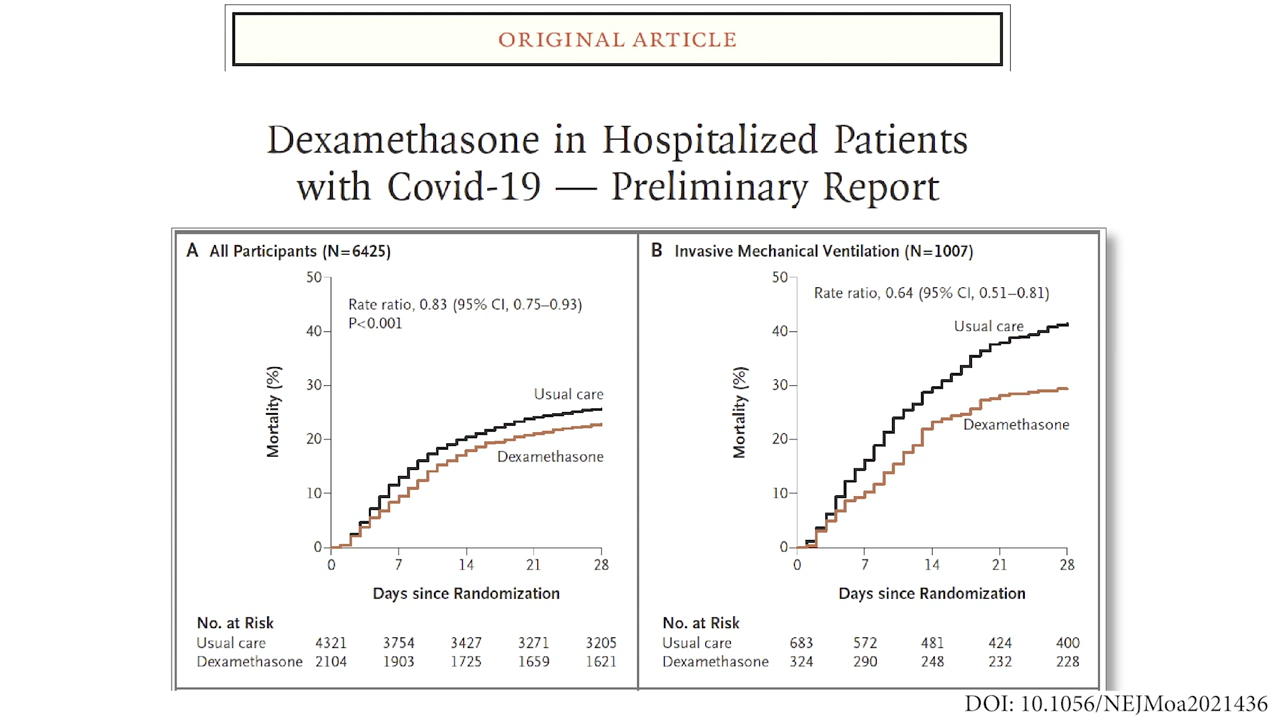 ORIGINAL ARTICLE
Dexamethasone in Hospitalized Patients
with Covid-19 — Preliminary Report
A All Participants (N=6425)
50
40
30
20
10
0
Mortality (%)
Rate ratio, 0.83 (95% CI, 0.75–0.93)
P<0.001
Usual care
Dexamethasone
0 7 14 21 28
Days since Randomization
No. at Risk
Usual care 4321 3754 3427 3271 3205
Dexamethasone 2104 1903 1725 1659 1621
B Invasive Mechanical Ventilation (N=1007)
50
40
30
20
10
0
Mortality (%)
Rate ratio, 0.64 (95% CI, 0.51–0.81)
Usual care
Dexamethasone
0 7 14 21 28
Days since Randomization
No. at Risk
Usual care 683 572 481 424 400
Dexamethasone 324 290 248 232 228
DOI: 10.1056/NEJMoa2021436